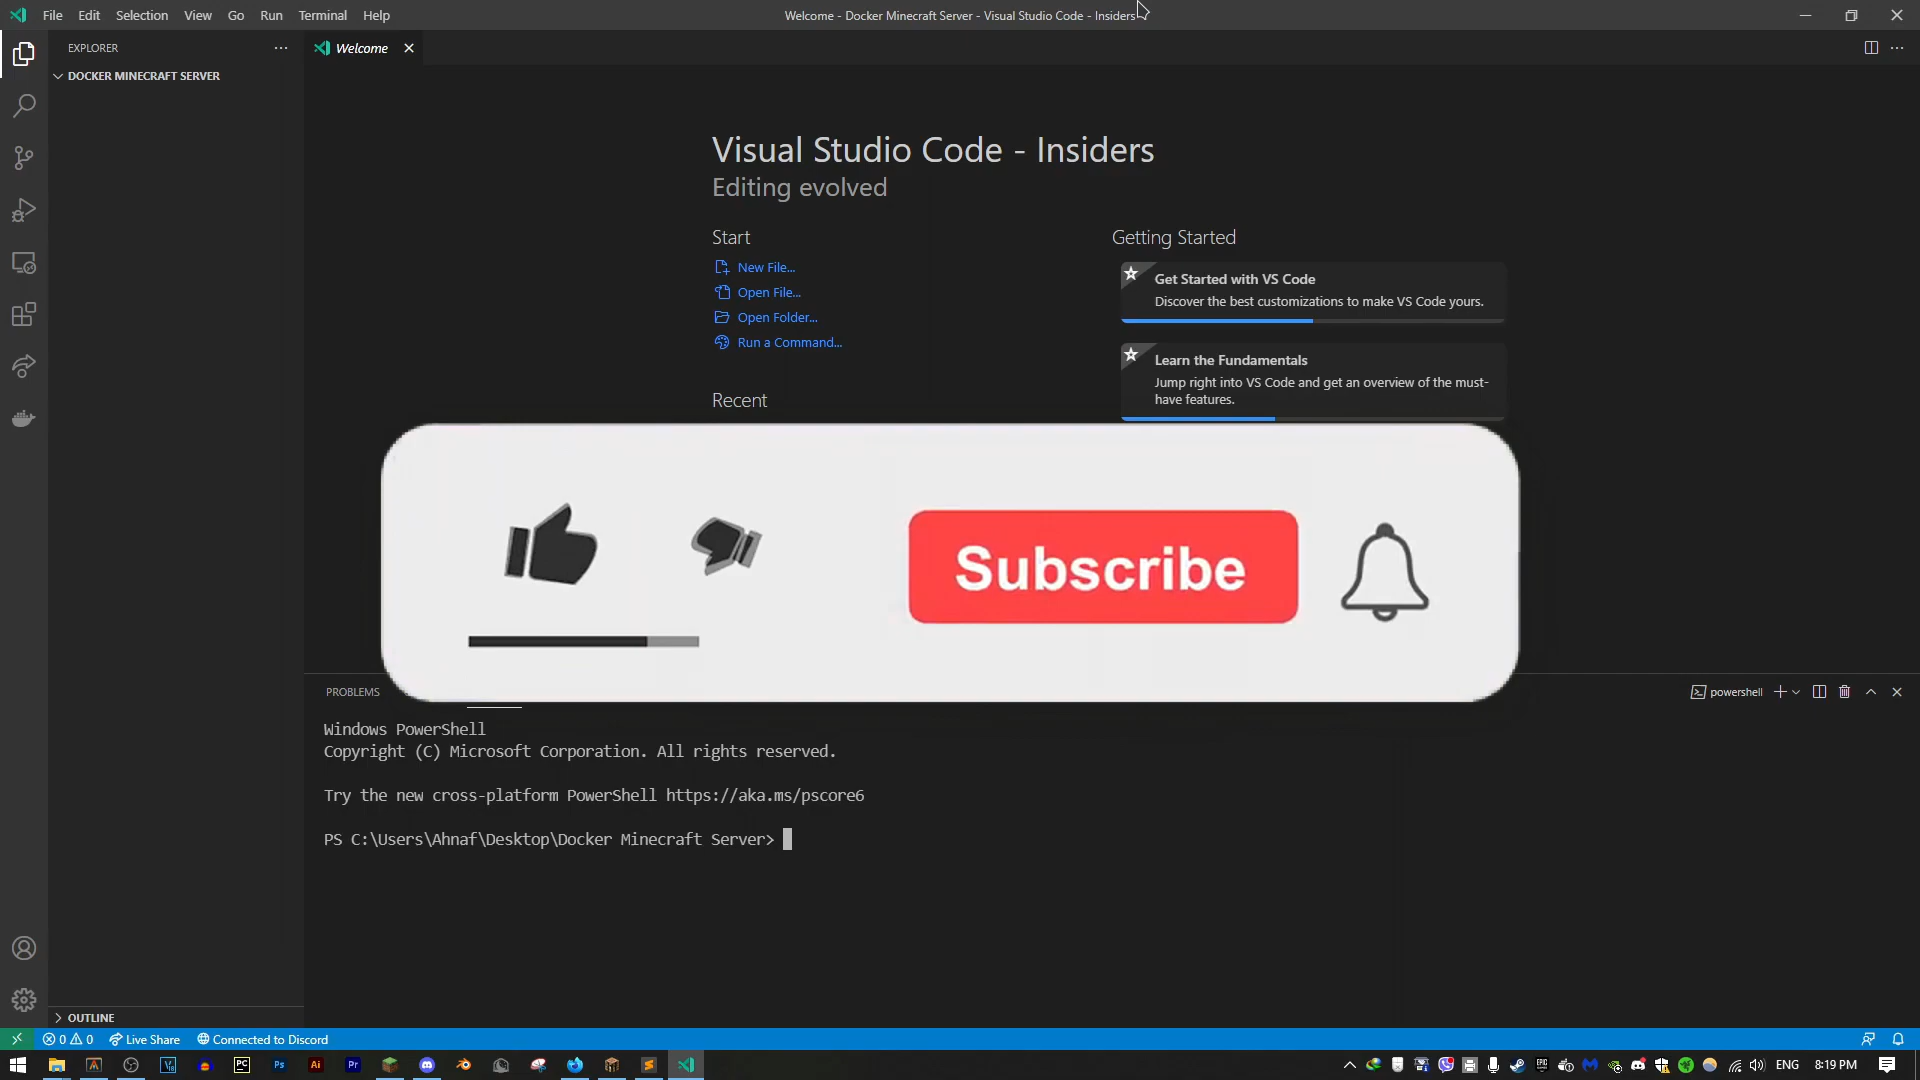 File Edit Selection View Go Run Terminal Help
Welcome - Docker Minecraft Server - Visual Studio Code - Insiders
EXPLORER
Welcome
DOCKER MINECRAFT SERVER
Visual Studio Code - Insiders
Editing evolved
Start
New File...
Open File...
Open Folder...
Run a Command...
Recent
Getting Started
Get Started with VS Code
Discover the best customizations to make VS Code yours.
Learn the Fundamentals
Jump right into VS Code and get an overview of the must-
have features.
Subscribe
PROBLEMS
powershell
Windows PowerShell
Copyright (C) Microsoft Corporation. All rights reserved.
Try the new cross-platform PowerShell https://aka.ms/pscore6
PS C:\Users\Ahnaf\Desktop\Docker Minecraft Server>
OUTLINE
0 0 Live Share Connected to Discord
PC Ps Ai Pr
ENG 8:19 PM